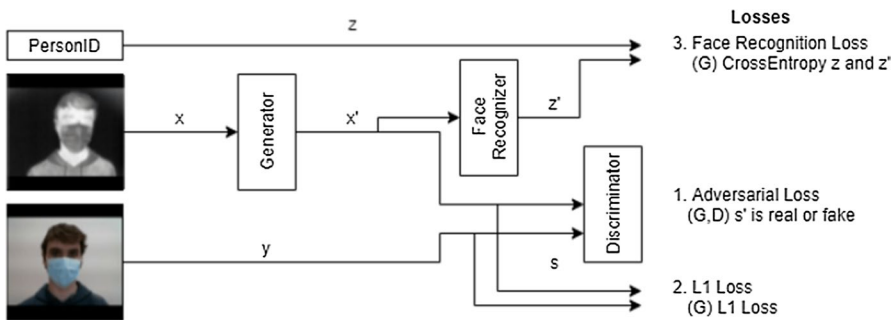 z
Losses
PersonID
3. Face Recognition Loss
(G) CrossEntropy z and z'
x
Generator
x'
Face
Recognizer
z'
Discriminator
1. Adversarial Loss
(G,D) s' is real or fake
y
s
2. L1 Loss
(G) L1 Loss